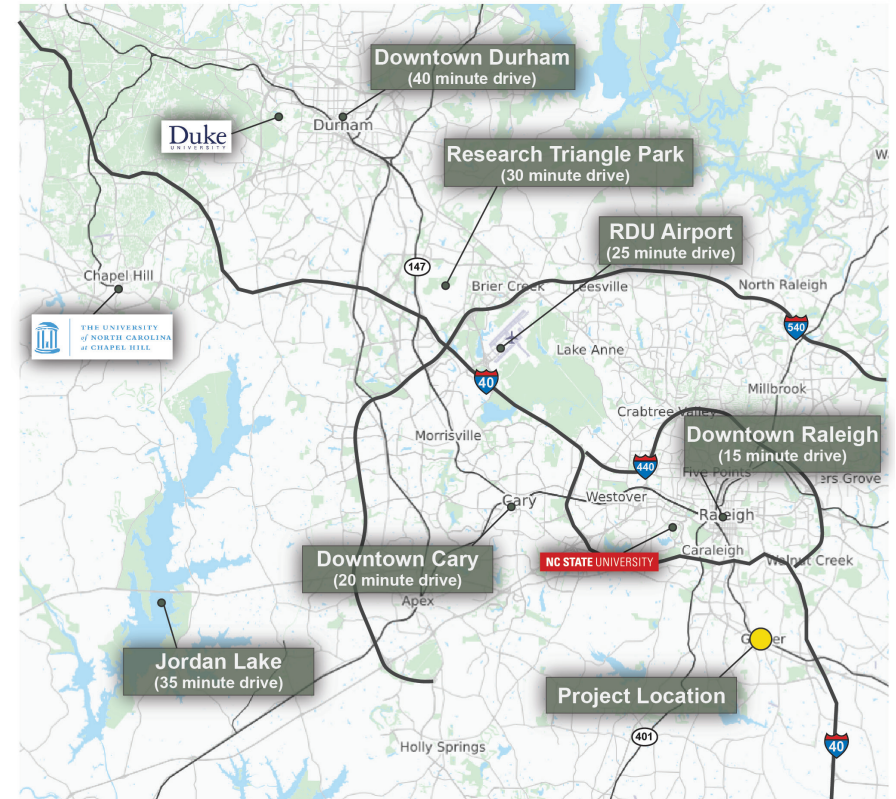 Downtown Durham
(40 minute drive)
Duke
UNIVERSITY
Durham
Research Triangle Park
(30 minute drive)
RDU Airport
(25 minute drive)
147
Chapel Hill
Brier Creek
Leesville
North Raleigh
THE UNIVERSITY
of NORTH CAROLINA
at CHAPEL HILL
540
Lake Anne
40
Millbrook
Crabtree Valley
Morrisville
Downtown Raleigh
(15 minute drive)
440
Five Points
ers Grove
Cary
Westover
Raleigh
Downtown Cary
(20 minute drive)
NC STATE UNIVERSITY
Caraleigh
Walnut Creek
Apex
Jordan Lake
(35 minute drive)
Project Location
401
40
Holly Springs